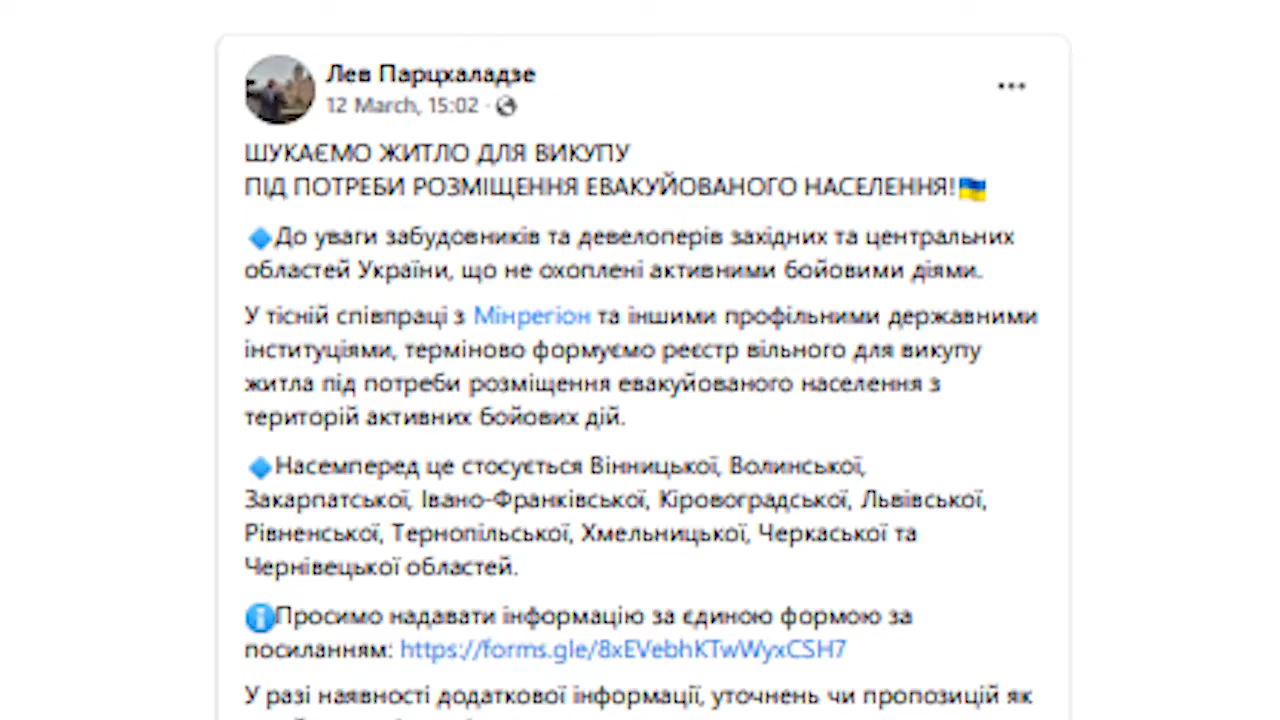 Лев Парцхаладзе
12 March, 15:02 ·
ШУКАЄМО ЖИТЛО ДЛЯ ВИКУПУ
ПІД ПОТРЕБИ РОЗМІЩЕННЯ ЕВАКУЙОВАНОГО НАСЕЛЕННЯ!
До уваги забудовників та девелоперів західних та центральних
областей України, що не охоплені активними бойовими діями.
У тісній співпраці з Мінрегіон та іншими профільними державними
інституціями, терміново формуємо реєстр вільного для викупу
житла під потреби розміщення евакуйованого населення з
територій активних бойових дій.
Насемперед це стосується Вінницької, Волинської,
Закарпатської, Івано-Франківської, Кіровоградської, Львівської,
Рівненської, Тернопільської, Хмельницької, Черкаської та
Чернівецької областей.
Просимо надавати інформацію за єдиною формою за
посиланням: https://forms.gle/8xEVebhKTwWyxCSH7
У разі наявності додаткової інформації, уточнень чи пропозицій як